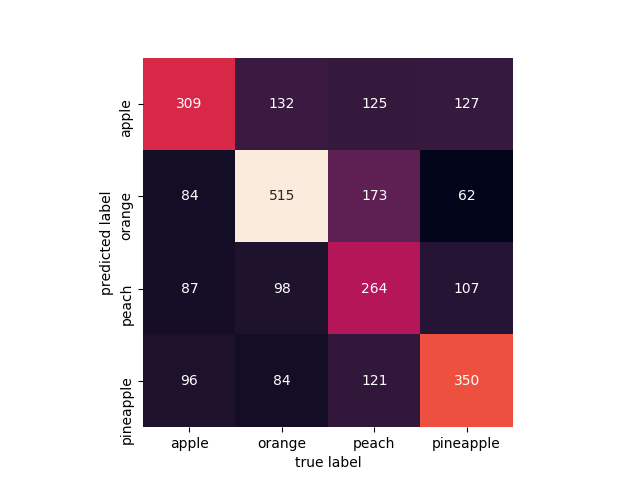 predicted label
apple
309 132 125 127
orange
84 515 173 62
peach
87 98 264 107
pineapple
96 84 121 350
apple orange peach pineapple
true label